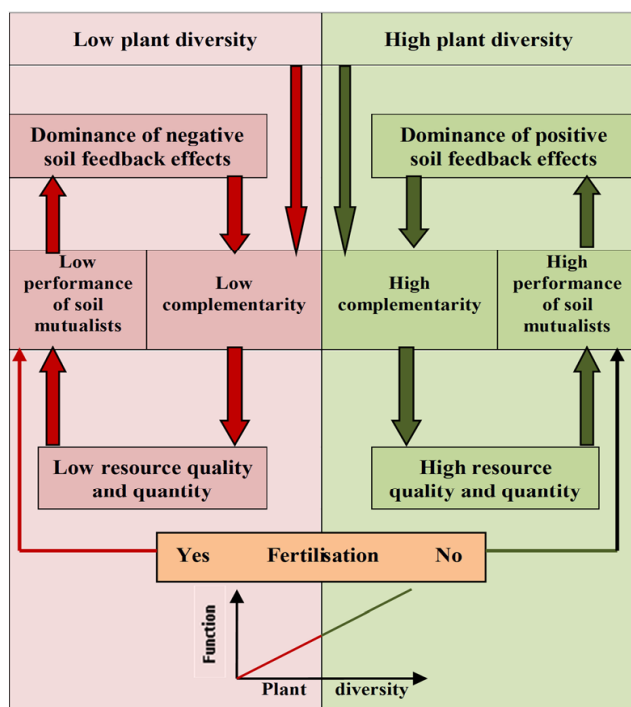 Low plant diversity
High plant diversity
Dominance of negative
soil feedback effects
Dominance of positive
soil feedback effects
Low
performance
of soil
mutualists
Low
complementarity
High
complementarity
High
performance
of soil
mutualists
Low resource quality
and quantity
High resource
quality and quantity
Yes Fertilisation No
Function
Plant diversity